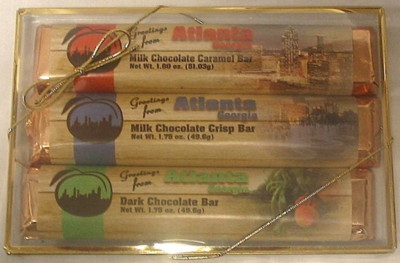 Greetings from Atlanta
Georgia
Milk Chocolate Caramel Bar
Net Wt. 1.80 oz. (51.03g)
Greetings from Atlanta
Georgia
Milk Chocolate Crisp Bar
Net Wt. 1.75 oz. (49.6g)
Greetings from Atlanta
Georgia
Dark Chocolate Bar
Net Wt. 1.75 oz. (49.6g)